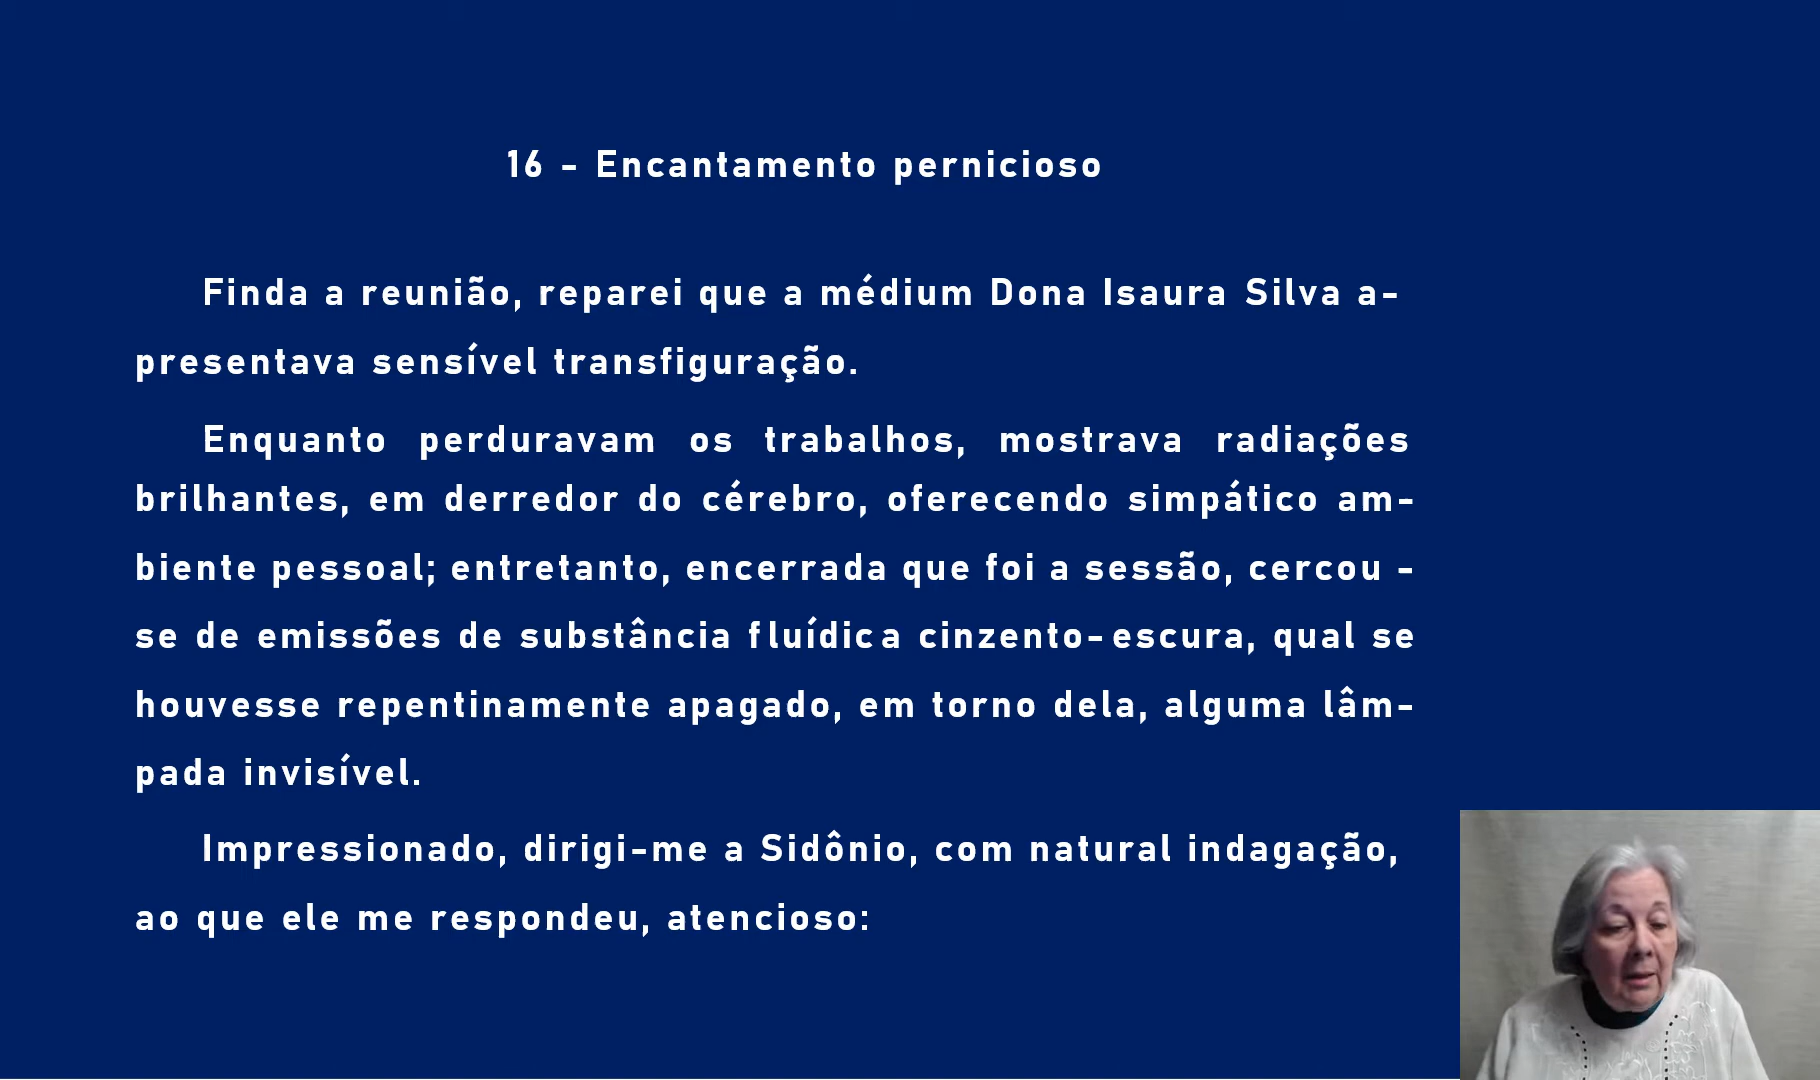 16 - Encantamento pernicioso
Finda a reunião, reparei que a médium Dona Isaura Silva a-
presentava sensível transfiguração.
Enquanto perduravam os trabalhos, mostrava radiações
brilhantes, em derredor do cérebro, oferecendo simpático am-
biente pessoal; entretanto, encerrada que foi a sessão, cercou -
se de emissões de substância fluídica cinzento-escura, qual se
houvesse repentinamente apagado, em torno dela, alguma lâm-
pada invisível.
Impressionado, dirigi-me a Sidônio, com natural indagação,
ao que ele me respondeu, atencioso: